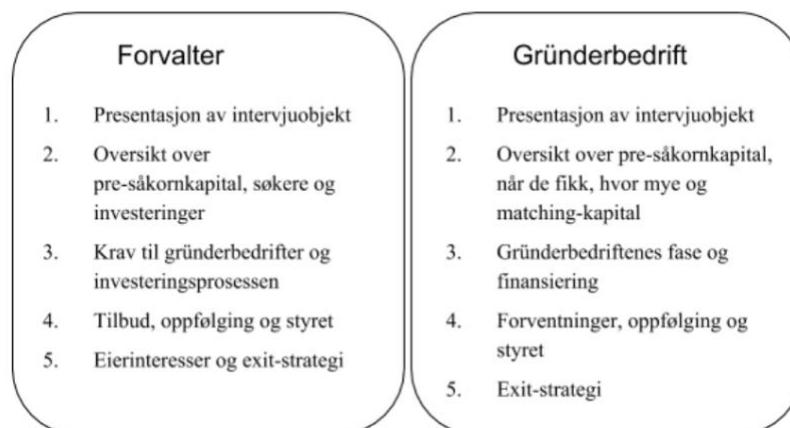 Forvalter
1. Presentasjon av intervjuobjekt
2. Oversikt over
pre-såkornkapital, søkere og
investeringer
3. Krav til gründerbedrifter og
investeringsprosessen
4. Tilbud, oppfølging og styret
5. Eierinteresser og exit-strategi
Gründerbedrift
1. Presentasjon av intervjuobjekt
2. Oversikt over pre-såkornkapital,
når de fikk, hvor mye og
matching-kapital
3. Gründerbedriftenes fase og
finansiering
4. Forventninger, oppfølging og
styret
5. Exit-strategi